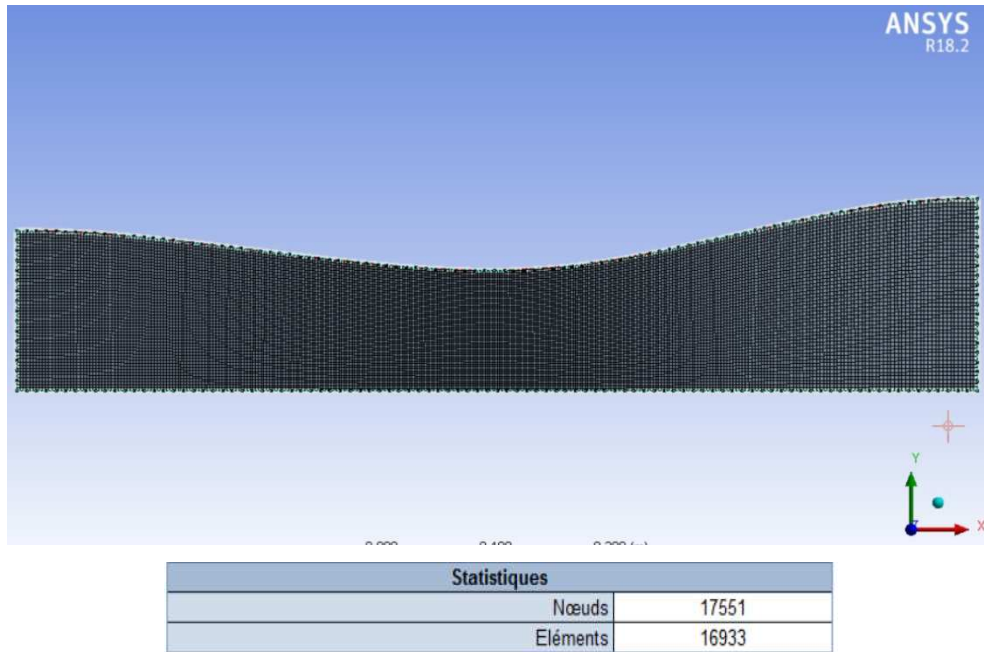 ANSYS
R18.2
Y
X
Statistiques
Nœuds 17551
Eléments 16933